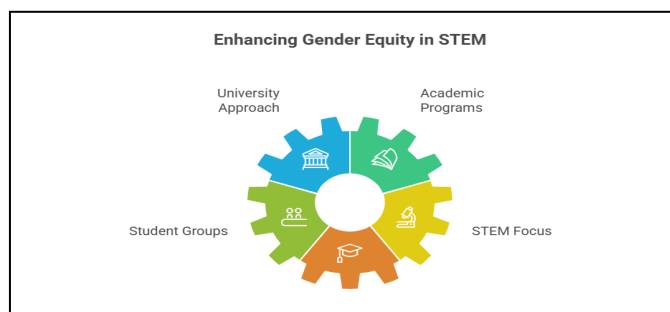 Enhancing Gender Equity in STEM
University
Approach
Academic
Programs
Student Groups
STEM Focus